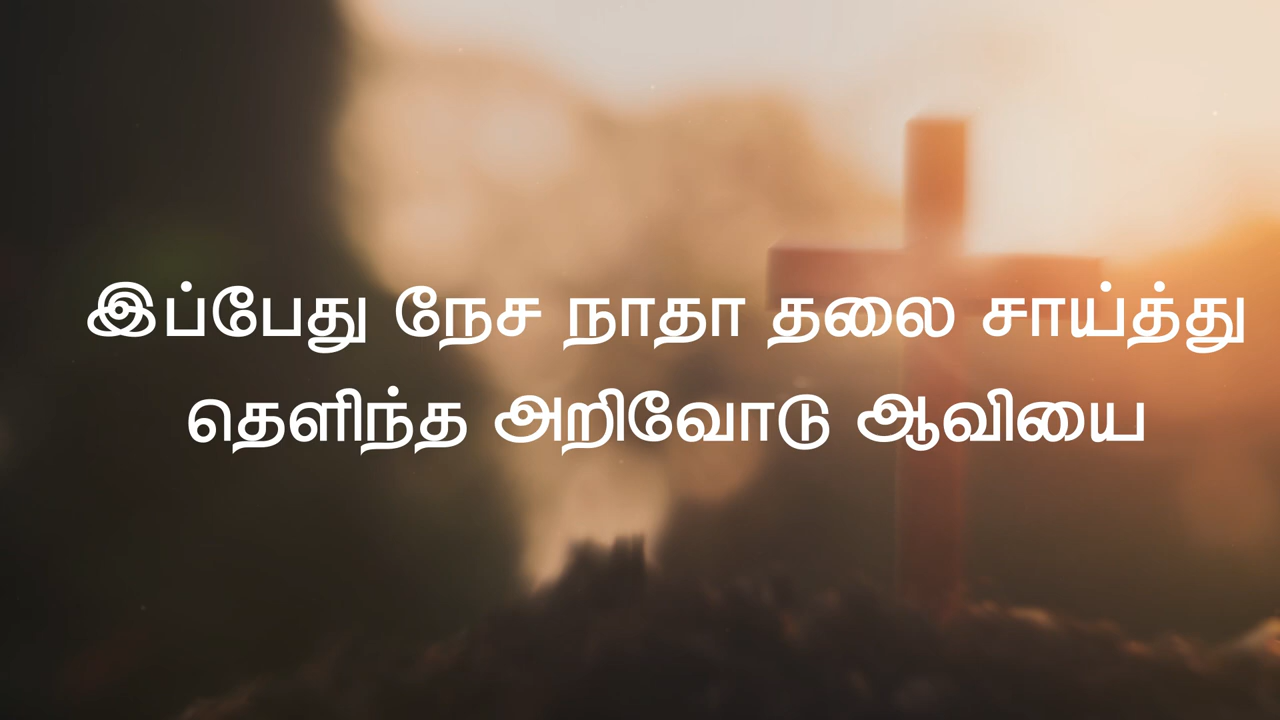 இப்பேது நேச நாதா தலை சாய்த்து
தெளிந்த அறிவோடு ஆவியை